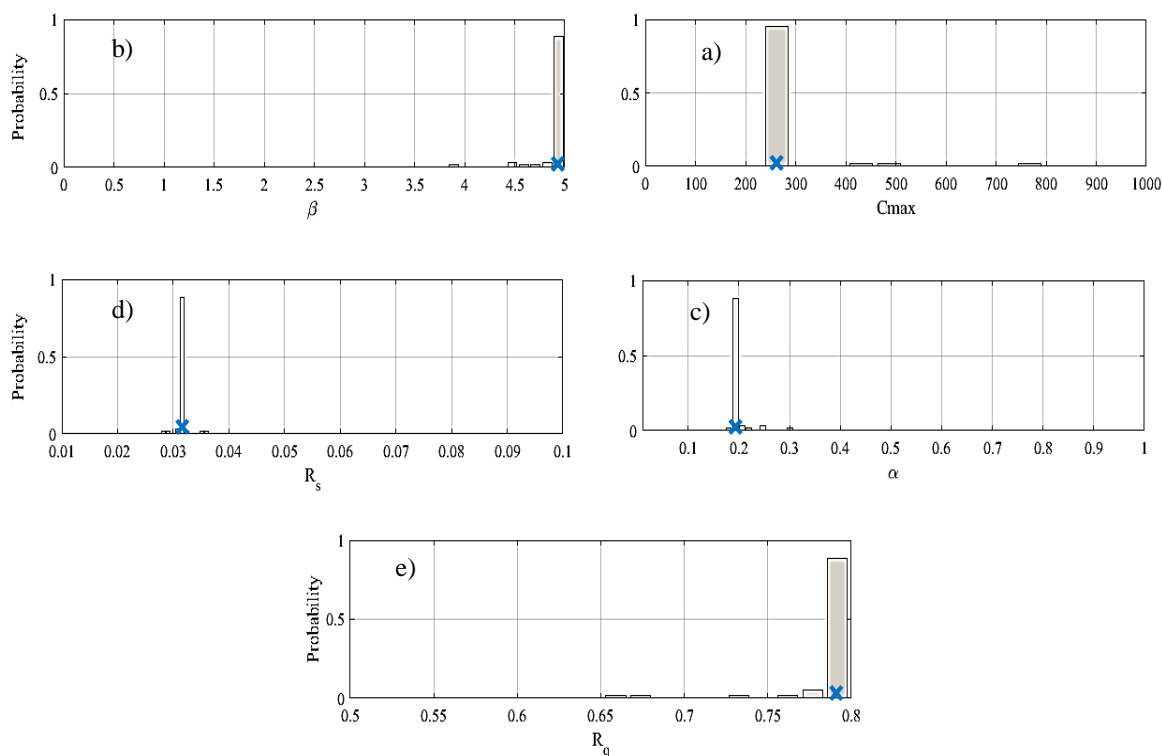 1
0.5
0
Probability
b)
0 0.5 1 1.5 2 2.5 3 3.5 4 4.5 5
β
1
0.5
0
a)
0 100 200 300 400 500 600 700 800 900 1000
Cmax
1
0.5
0
Probability
d)
0.01 0.02 0.03 0.04 0.05 0.06 0.07 0.08 0.09 0.1
R_s
1
0.5
0
c)
0.1 0.2 0.3 0.4 0.5 0.6 0.7 0.8 0.9 1
α
1
0.5
0
Probability
e)
0.5 0.55 0.6 0.65 0.7 0.75 0.8
R_q